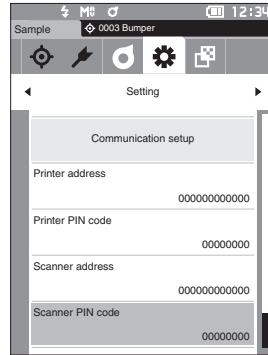 12:34
Sample
0003 Bumper
Setting
Communication setup
Printer address
000000000000
Printer PIN code
00000000
Scanner address
000000000000
Scanner PIN code
00000000